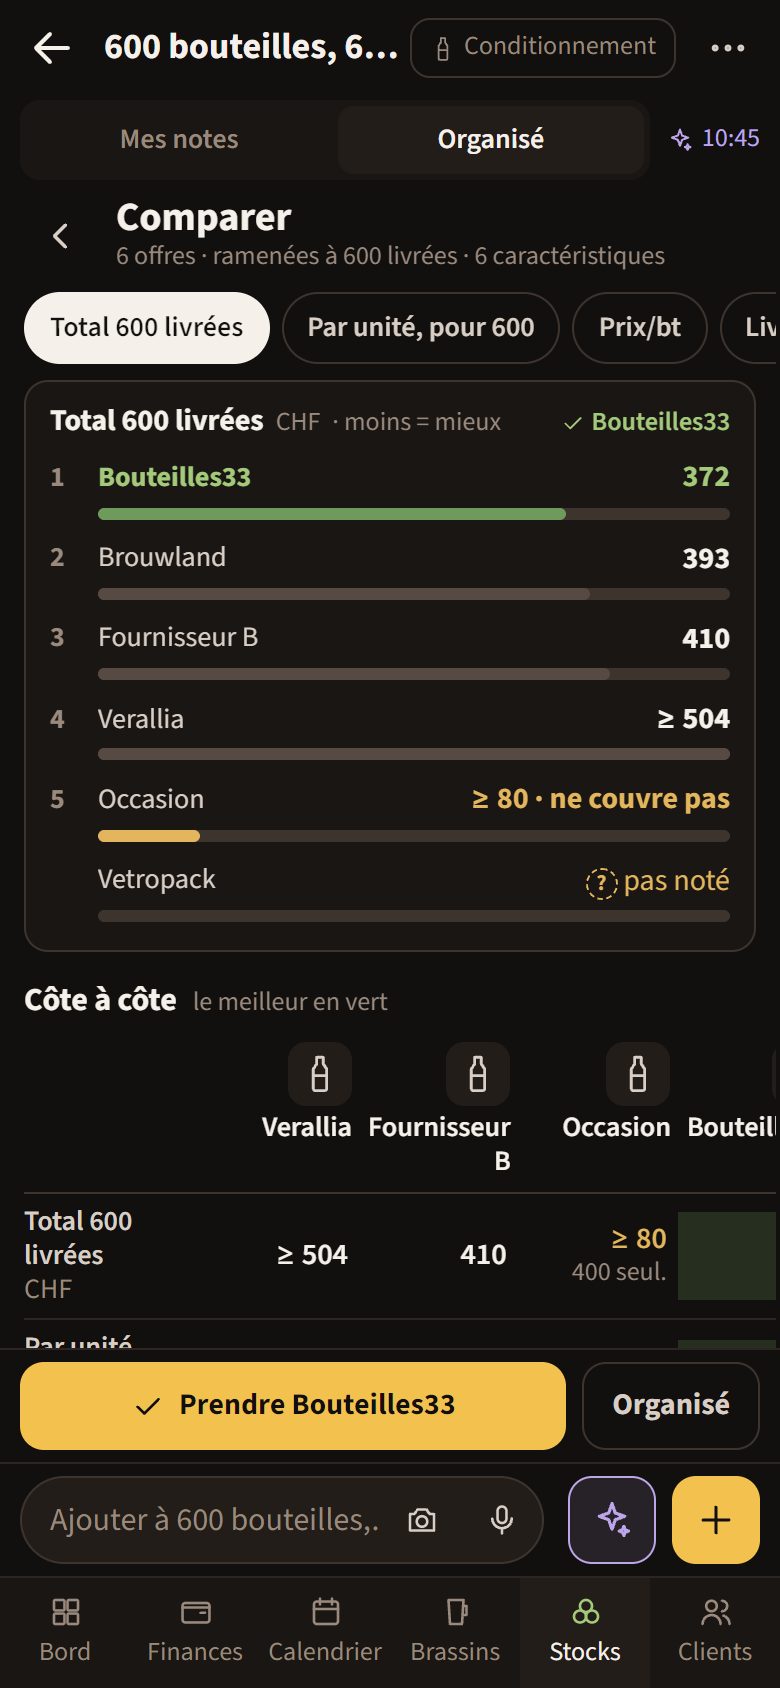 600 bouteilles, 6...
Conditionnement
Mes notes
Organisé
10:45
Comparer
6 offres · ramenées à 600 livrées · 6 caractéristiques
Total 600 livrées
Par unité, pour 600
Prix/bt
Total 600 livrées CHF · moins = mieux
Bouteilles33
1 Bouteilles33 372
2 Brouwland 393
3 Fournisseur B 410
4 Verallia ≥ 504
5 Occasion ≥ 80 · ne couvre pas
Vetropack ? pas noté
Côte à côte le meilleur en vert
Verallia
Fournisseur
B
Occasion
Total 600
livrées
CHF
≥ 504
410
≥ 80
400 seul.
Par unité
Prendre Bouteilles33
Organisé
Ajouter à 600 bouteilles,.
Bord
Finances
Calendrier
Brassins
Stocks
Clients